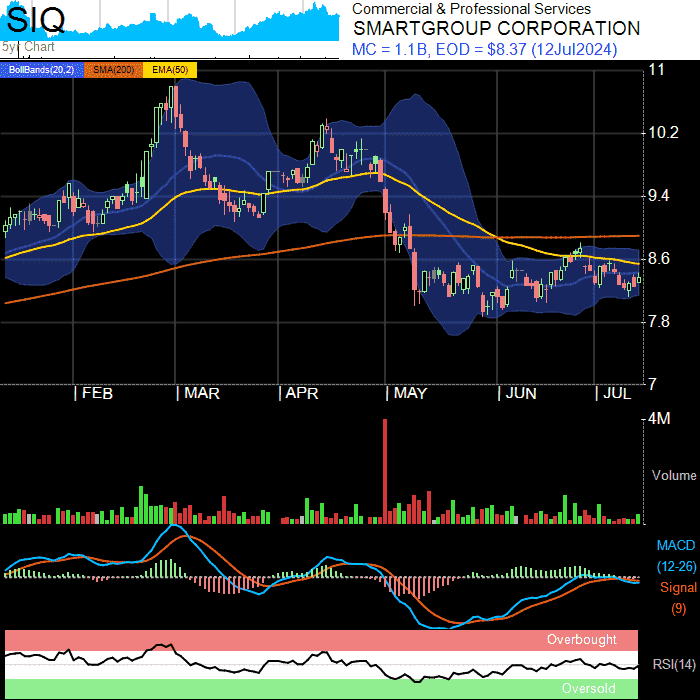 SIQ
5yr Chart
Commercial & Professional Services
SMARTGROUP CORPORATION
MC = 1.1B, EOD = $8.37 (12Jul2024)
BollBands(20,2) SMA(200) EMA(50)
11
10.2
9.4
8.6
7.8
7
| FEB | MAR | APR | MAY | JUN | JUL
4M
Volume
MACD
(12-26)
Signal
(9)
Overbought
RSI(14)
Oversold